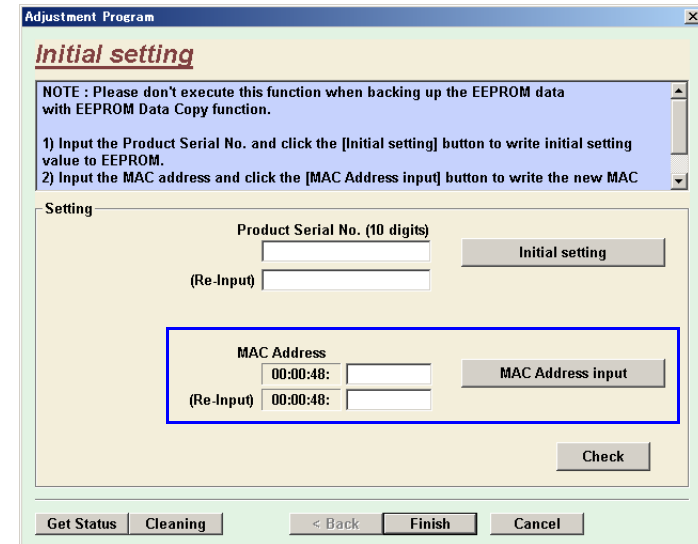 Adjustment Program
Initial setting
NOTE : Please don't execute this function when backing up the EEPROM data
with EEPROM Data Copy function.
1) Input the Product Serial No. and click the [Initial setting] button to write initial setting
value to EEPROM.
2) Input the MAC address and click the [MAC Address input] button to write the new MAC
Setting
Product Serial No. (10 digits)
Initial setting
(Re-Input)
MAC Address
00:00:48:
MAC Address input
(Re-Input) 00:00:48:
Check
Get Status Cleaning < Back Finish Cancel